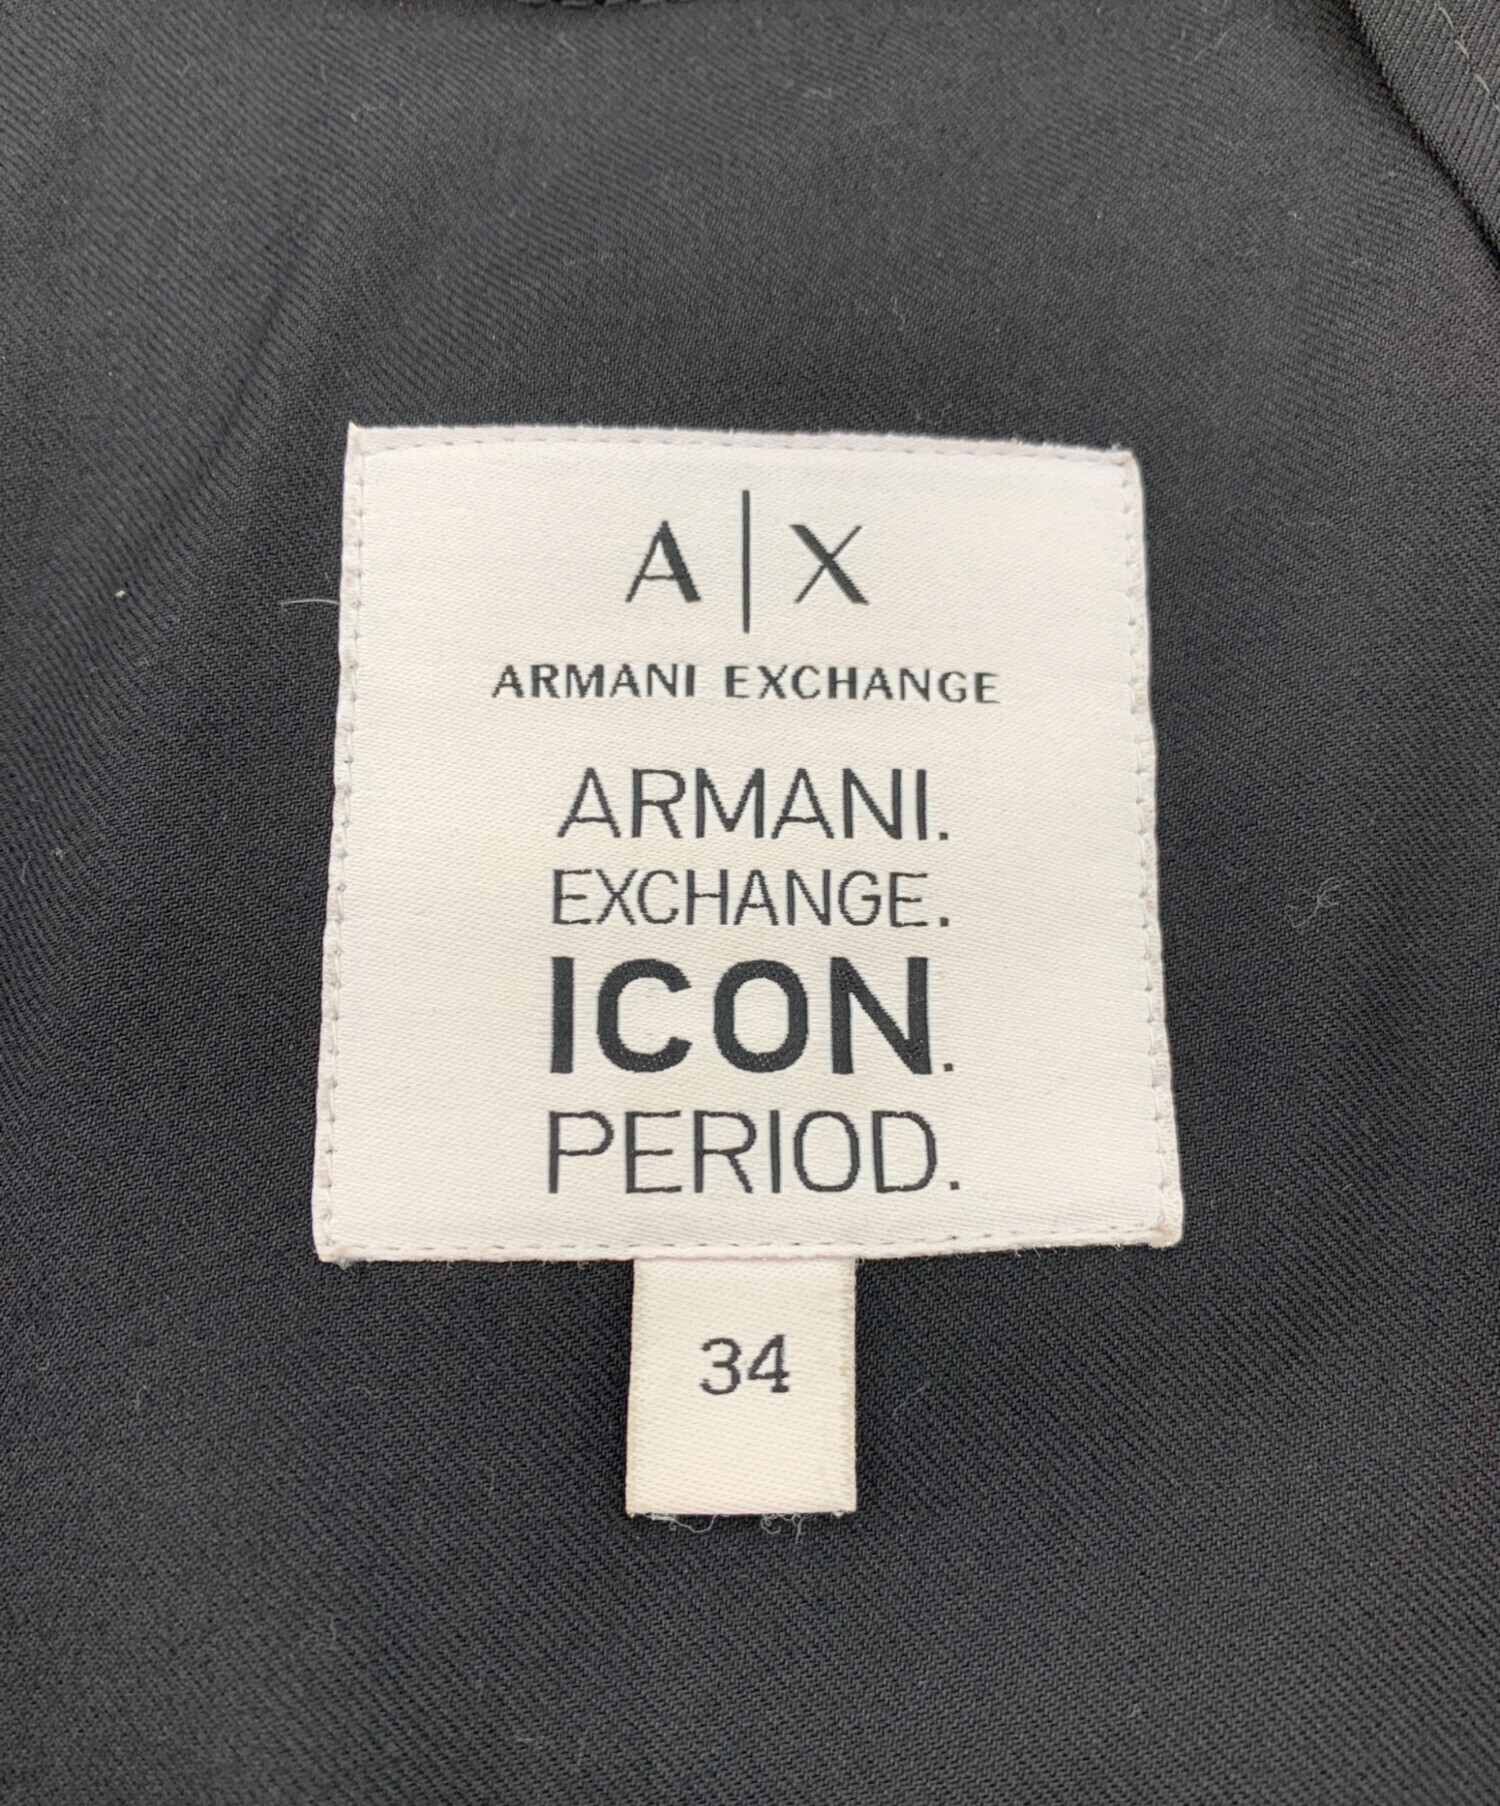 A|X
ARMANI EXCHANGE
ARMANI.
EXCHANGE.
ICON.
PERIOD.
34